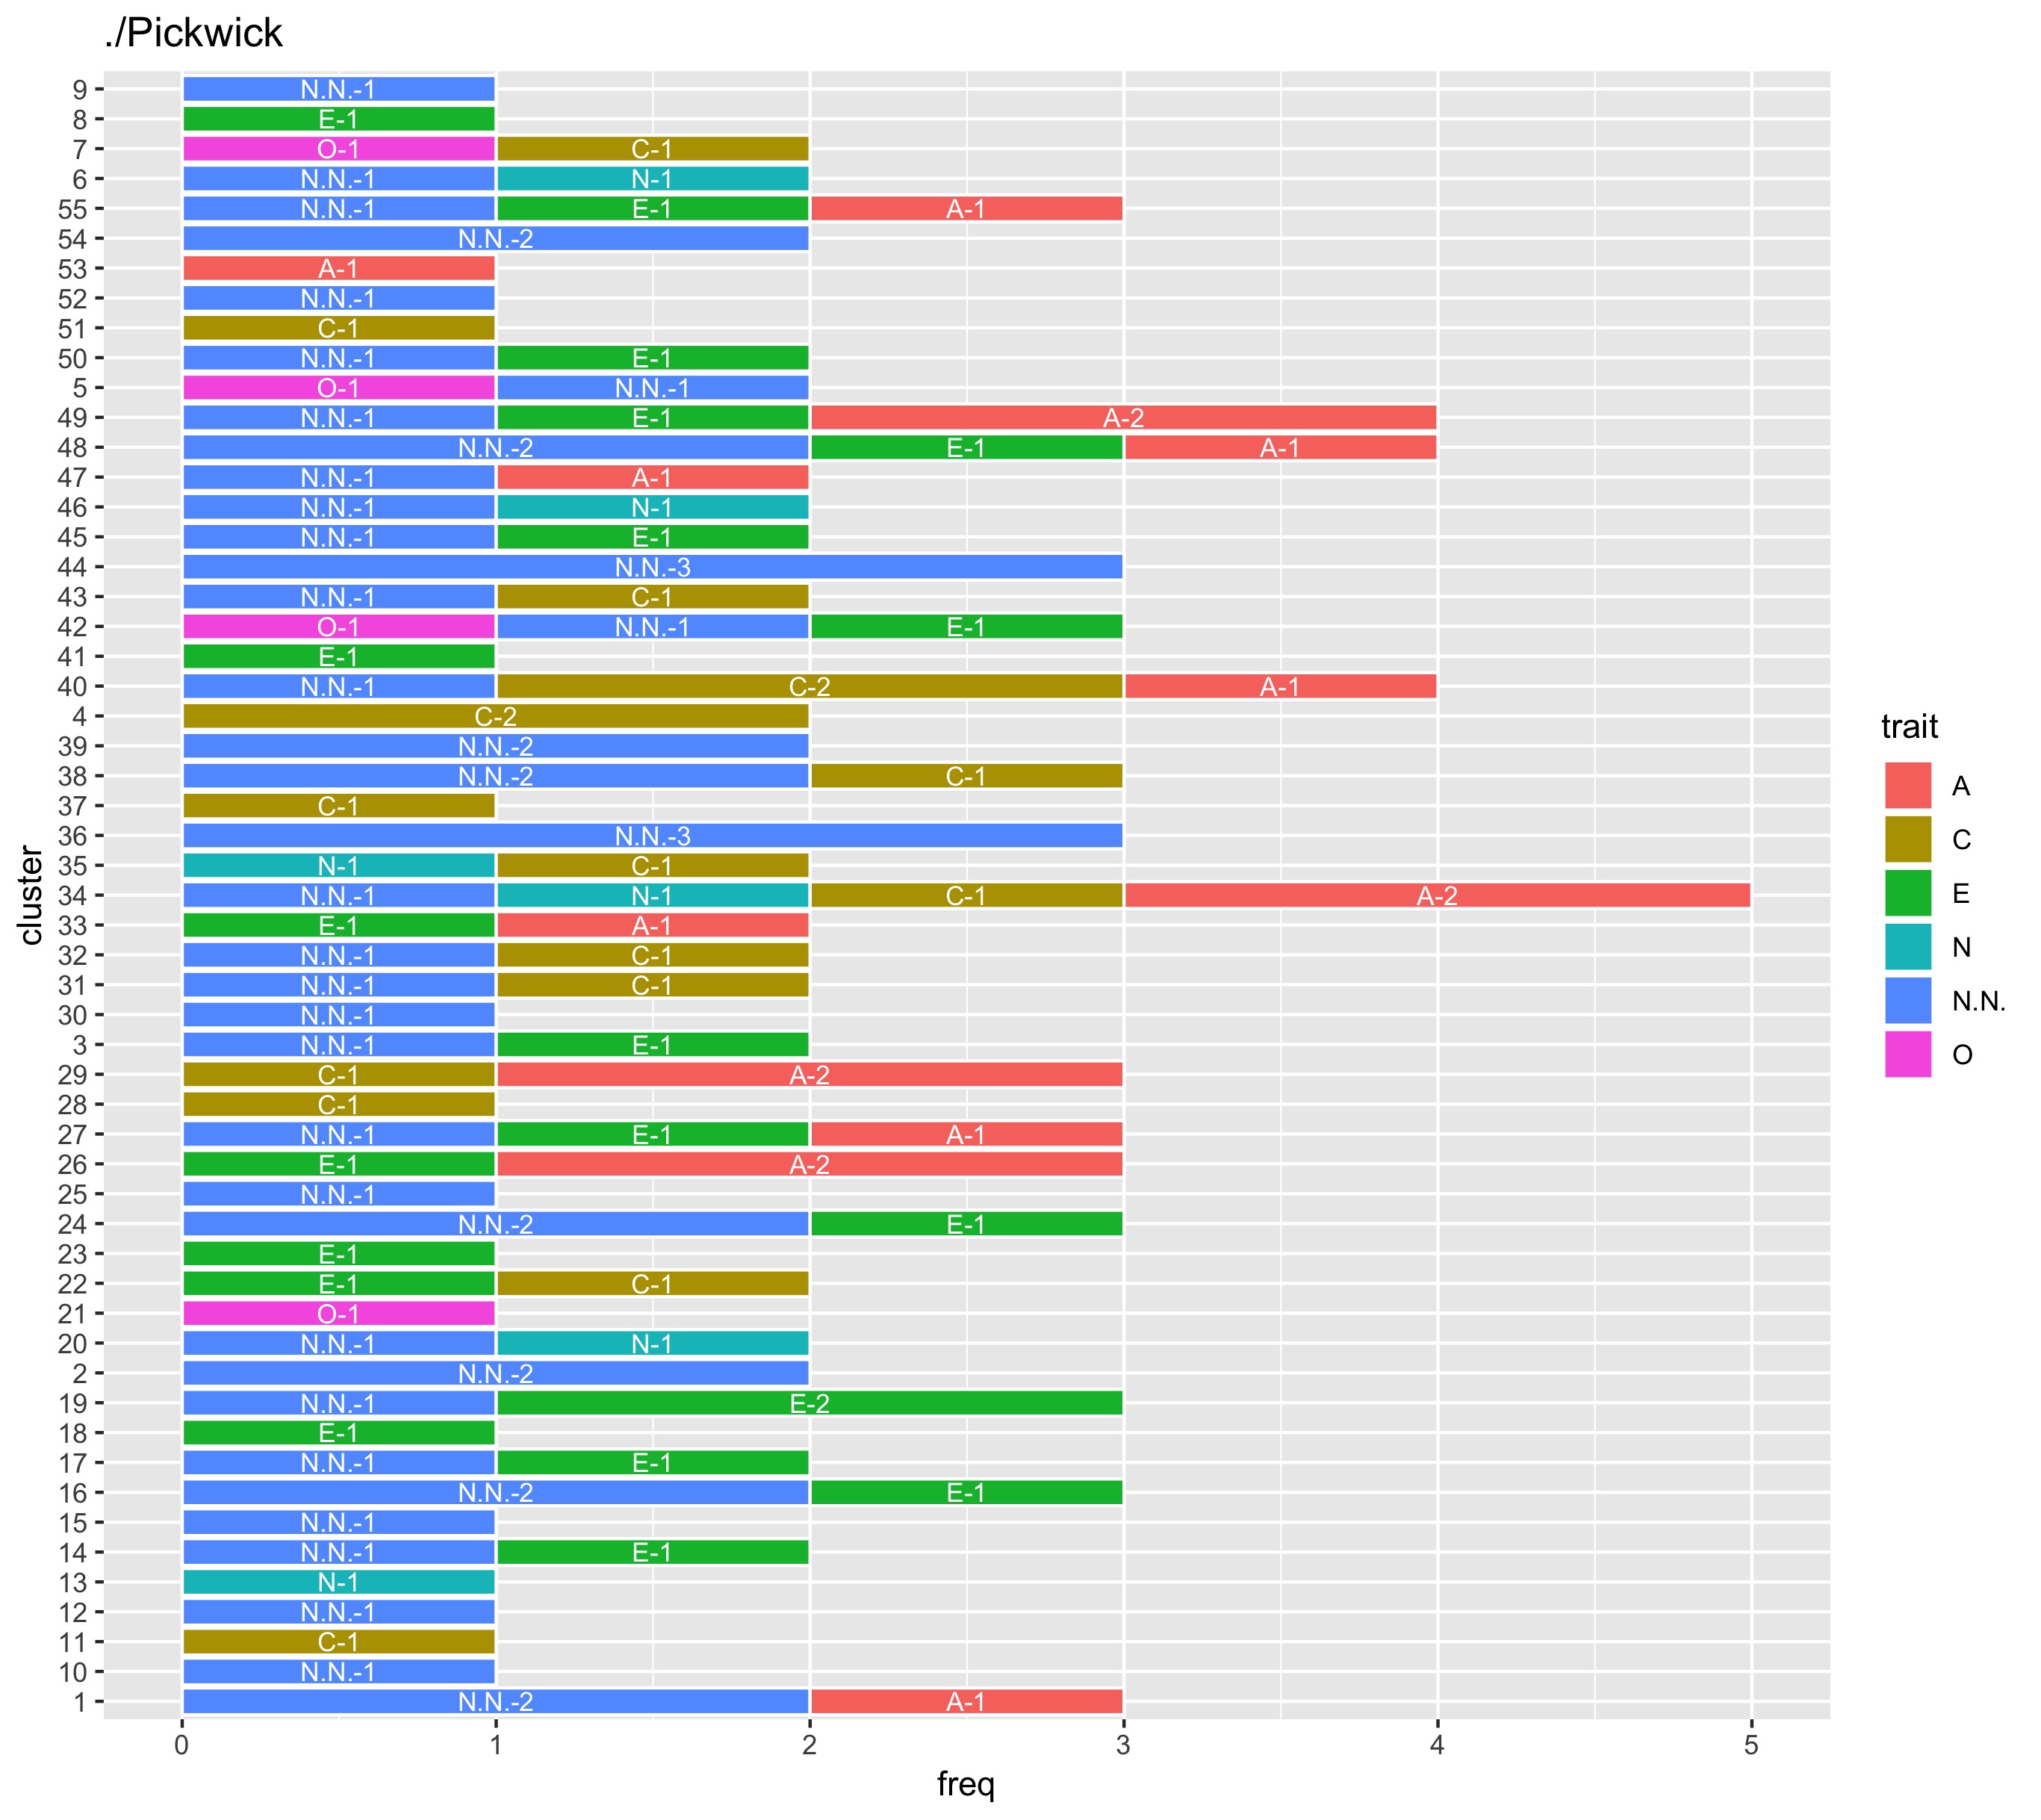 ./Pickwick
9 N.N.-1
8 E-1
7 O-1 C-1
6 N.N.-1 N-1
55 N.N.-1 E-1 A-1
54 N.N.-2
53 A-1
52 N.N.-1
51 C-1
50 N.N.-1 E-1
5 O-1 N.N.-1
49 N.N.-1 E-1 A-2
48 N.N.-2 E-1 A-1
47 N.N.-1 A-1
46 N.N.-1 N-1
45 N.N.-1 E-1
44 N.N.-3
43 N.N.-1 C-1
42 O-1 N.N.-1 E-1
41 E-1
40 N.N.-1 C-2 A-1
4 C-2
39 N.N.-2
38 N.N.-2 C-1
37 C-1
36 N.N.-3
35 N-1 C-1
34 N.N.-1 N-1 C-1 A-2
33 E-1 A-1
32 N.N.-1 C-1
31 N.N.-1 C-1
30 N.N.-1
3 N.N.-1 E-1
29 C-1 A-2
28 C-1
27 N.N.-1 E-1 A-1
26 E-1 A-2
25 N.N.-1
24 N.N.-2 E-1
23 E-1
22 E-1 C-1
21 O-1
20 N.N.-1 N-1
2 N.N.-2
19 N.N.-1 E-2
18 E-1
17 N.N.-1 E-1
16 N.N.-2 E-1
15 N.N.-1
14 N.N.-1 E-1
13 N-1
12 N.N.-1
11 C-1
10 N.N.-1
1 N.N.-2 A-1
0 1 2 3 4 5
freq
cluster
trait
A
C
E
N
N.N.
O